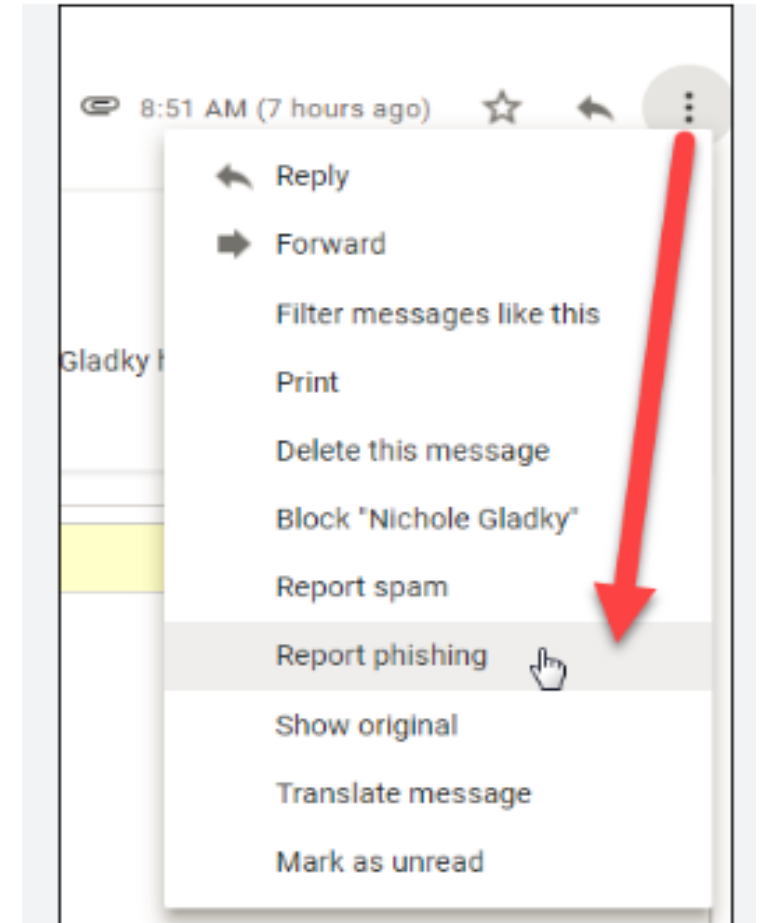 8:51 AM (7 hours ago)
Reply
Forward
Filter messages like this
Gladky
Print
Delete this message
Block "Nichole Gladky"
Report spam
Report phishing
Show original
Translate message
Mark as unread